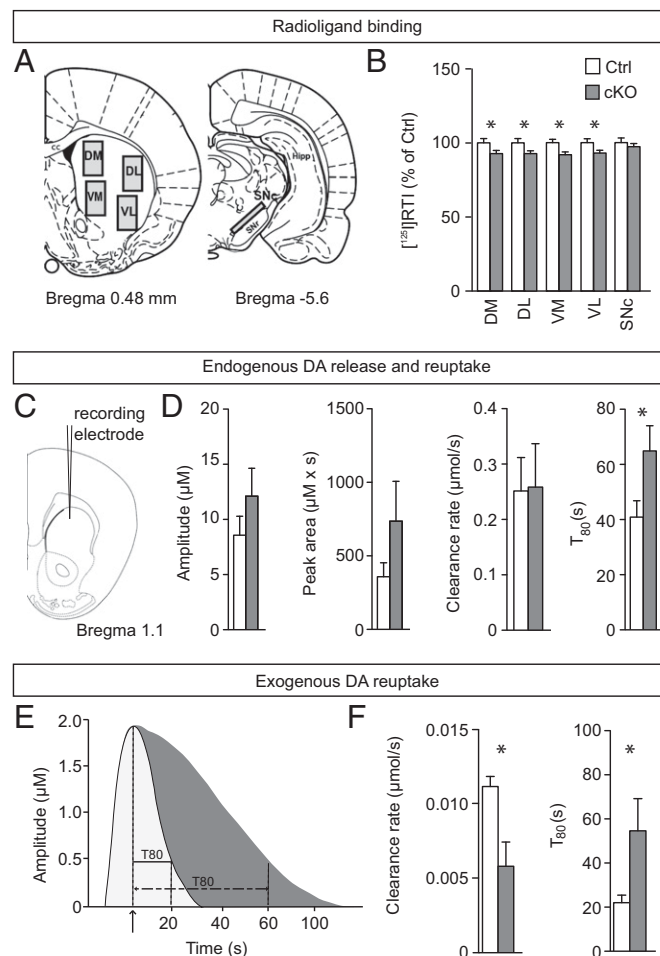 Radioligand binding
A
DM
DL
VM
VL
cc
Bregma 0.48 mm
Hipp
SNc
SNr
Bregma -5.6
B
Ctrl
cKO
[¹²⁵I]RTI (% of Ctrl)
150
100
50
0
* * * *
DM DL VM VL SNc
Endogenous DA release and reuptake
C
recording
electrode
Bregma 1.1
D
Amplitude (µM)
20
15
10
5
0
Peak area (µM x s)
1500
1000
500
0
Clearance rate (µmol/s)
0.4
0.3
0.2
0.1
0
T₈₀(s)
80
60
40
20
0
*
Exogenous DA reuptake
E
Amplitude (µM)
2.0
1.5
1.0
0.5
0
T80
T80
20 60 100
Time (s)
F
Clearance rate (µmol/s)
0.015
0.010
0.005
0
*
T₈₀(s)
100
80
60
40
20
0
*